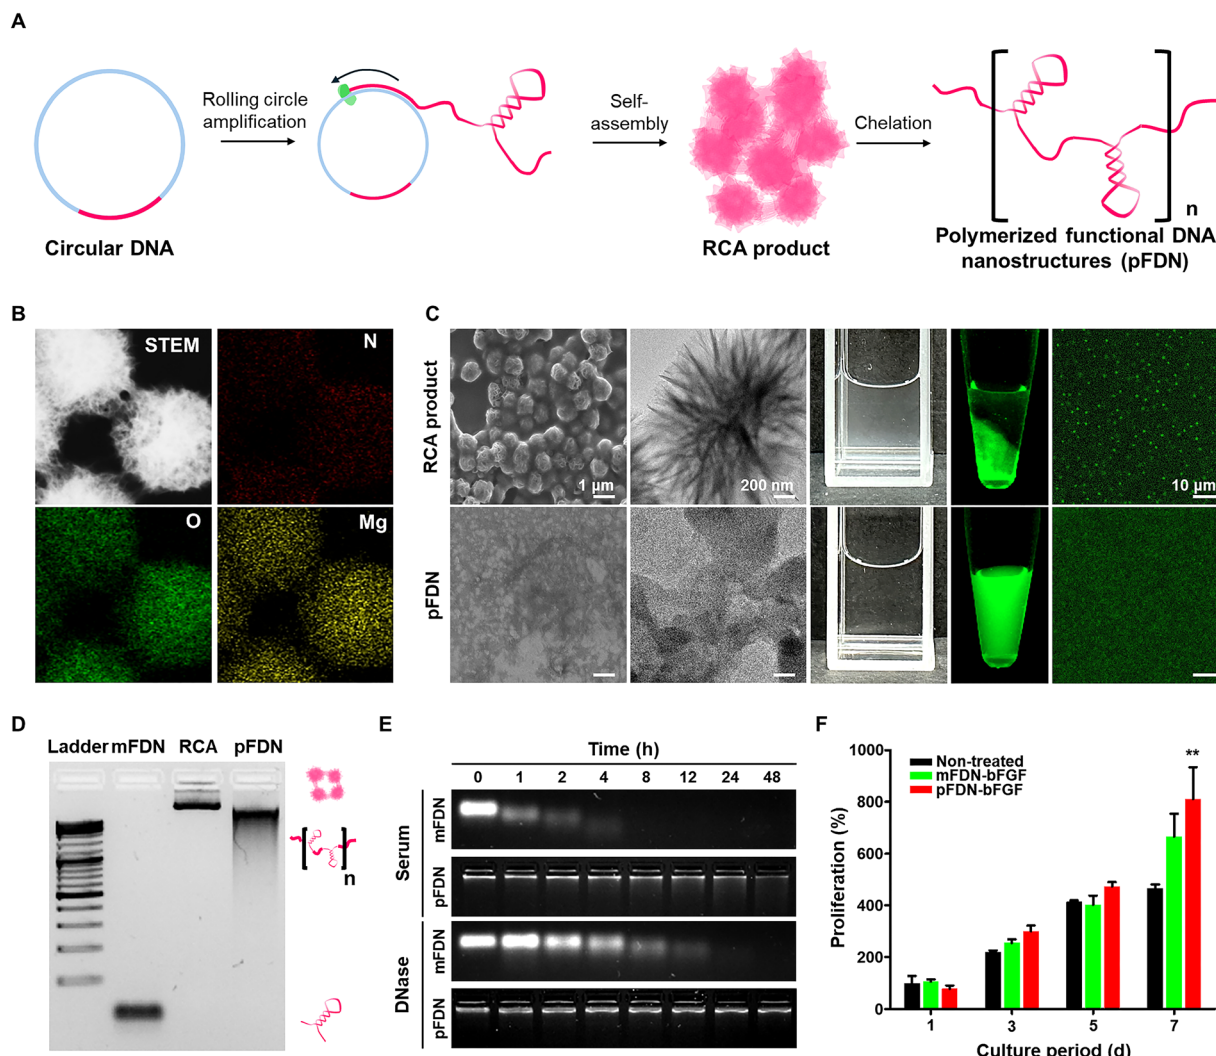 A
Rolling circle
amplification
Self-
assembly
Chelation
n
Circular DNA
RCA product
Polymerized functional DNA
nanostructures (pFDN)
B
STEM
N
O
Mg
C
RCA product
1 μm
200 nm
10 μm
pFDN
D
Ladder mFDN RCA pFDN
n
E
Time (h)
0 1 2 4 8 12 24 48
Serum
mFDN
pFDN
DNase
mFDN
pFDN
F
Non-treated
mFDN-bFGF
pFDN-bFGF
**
Proliferation (%)
1000
800
600
400
200
0
1 3 5 7
Culture period (d)